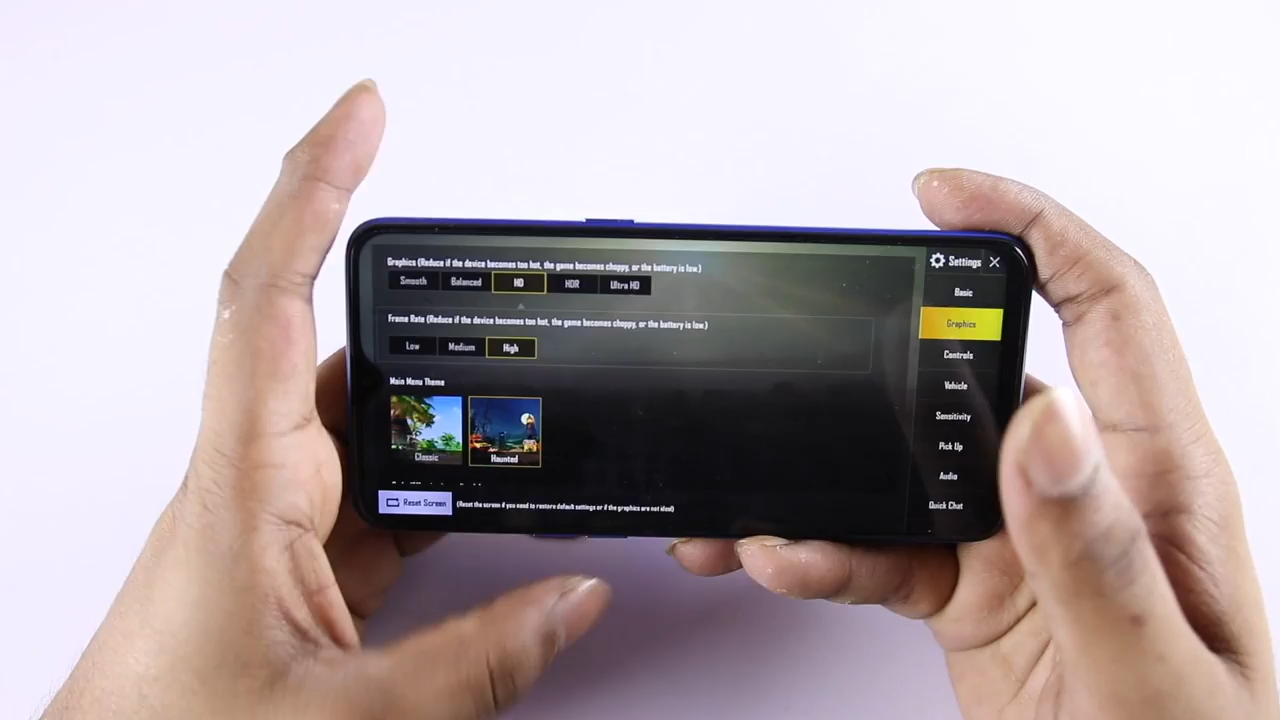 Graphics (Reduce if the device becomes too hot, the game becomes choppy, or the battery is low.)
Smooth Balanced HD HDR Ultra HD
Frame Rate (Reduce if the device becomes too hot, the game becomes choppy, or the battery is low.)
Low Medium High
Main Menu Theme
Classic Haunted
Reset Screen (Reset the screen if you need to restore default settings or if the graphics are not ideal)
Settings
Basic
Graphics
Controls
Vehicle
Sensitivity
Pick Up
Audio
Quick Chat